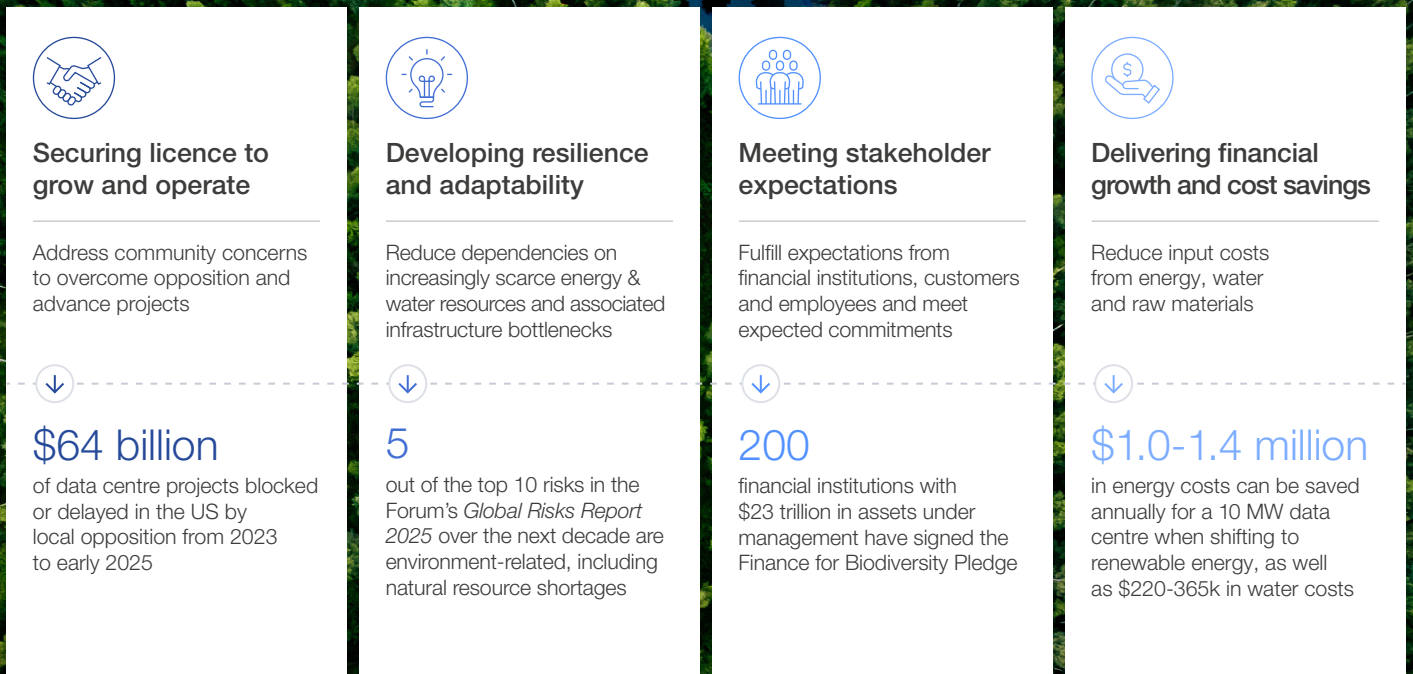 Securing licence to
grow and operate
Address community concerns
to overcome opposition and
advance projects
$64 billion
of data centre projects blocked
or delayed in the US by
local opposition from 2023
to early 2025
Developing resilience
and adaptability
Reduce dependencies on
increasingly scarce energy &
water resources and associated
infrastructure bottlenecks
5
out of the top 10 risks in the
Forum's Global Risks Report
2025 over the next decade are
environment-related, including
natural resource shortages
Meeting stakeholder
expectations
Fulfill expectations from
financial institutions, customers
and employees and meet
expected commitments
200
financial institutions with
$23 trillion in assets under
management have signed the
Finance for Biodiversity Pledge
$
Delivering financial
growth and cost savings
Reduce input costs
from energy, water
and raw materials
$1.0-1.4 million
in energy costs can be saved
annually for a 10 MW data
centre when shifting to
renewable energy, as well
as $220-365k in water costs